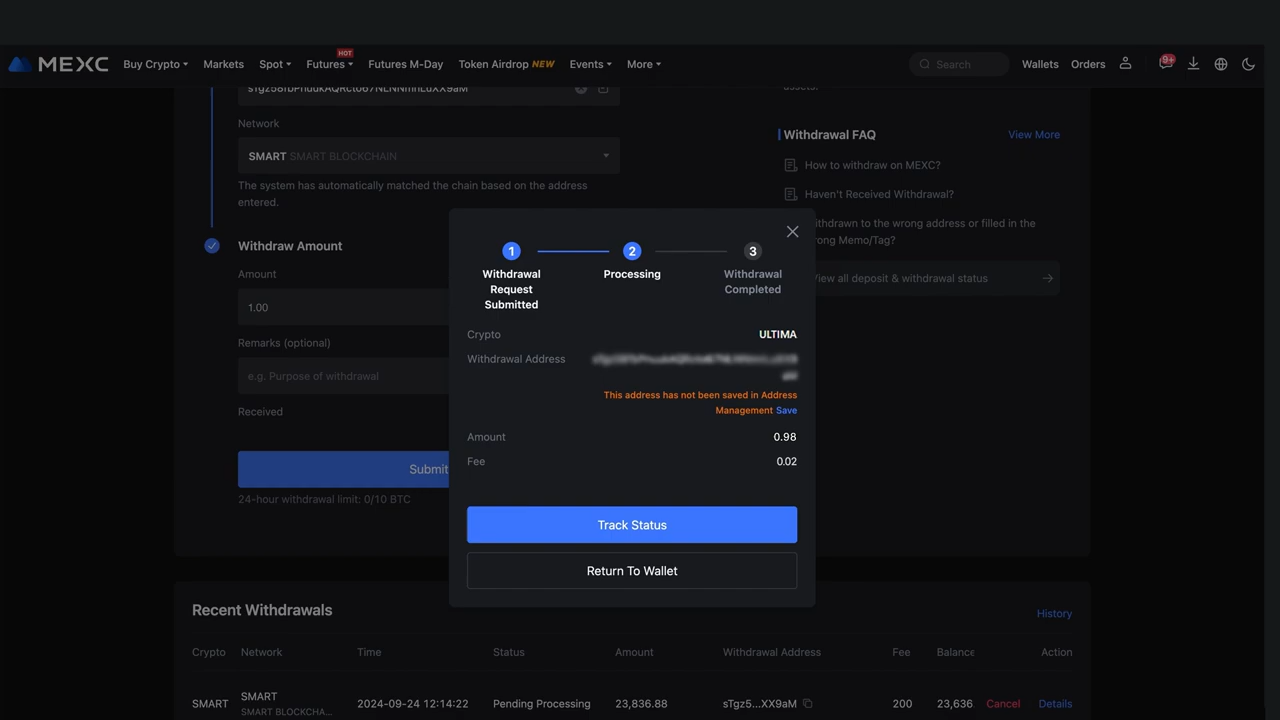 MEXC Buy Crypto Markets Spot Futures HOT Futures M-Day Token Airdrop NEW Events More Search Wallets Orders 9+
Network
SMART SMART BLOCKCHAIN
The system has automatically matched the chain based on the address
entered.
Withdraw Amount
Amount
1.00
Remarks (optional)
e.g. Purpose of withdrawal
Received
Submit
24-hour withdrawal limit: 0/10 BTC
assets.
Withdrawal FAQ View More
How to withdraw on MEXC?
Haven't Received Withdrawal?
ithdrawn to the wrong address or filled in the
rong Memo/Tag?
iew all deposit & withdrawal status
1 2 3
Withdrawal
Request
Submitted
Processing
Withdrawal
Completed
Crypto ULTIMA
Withdrawal Address
This address has not been saved in Address
Management Save
Amount 0.98
Fee 0.02
Track Status
Return To Wallet
Recent Withdrawals History
Crypto Network Time Status Amount Withdrawal Address Fee Balance Action
SMART SMART 2024-09-24 12:14:22 Pending Processing 23,836.88 sTgz5...XX9aM 200 23,636 Cancel Details
SMART BLOCKCHA...